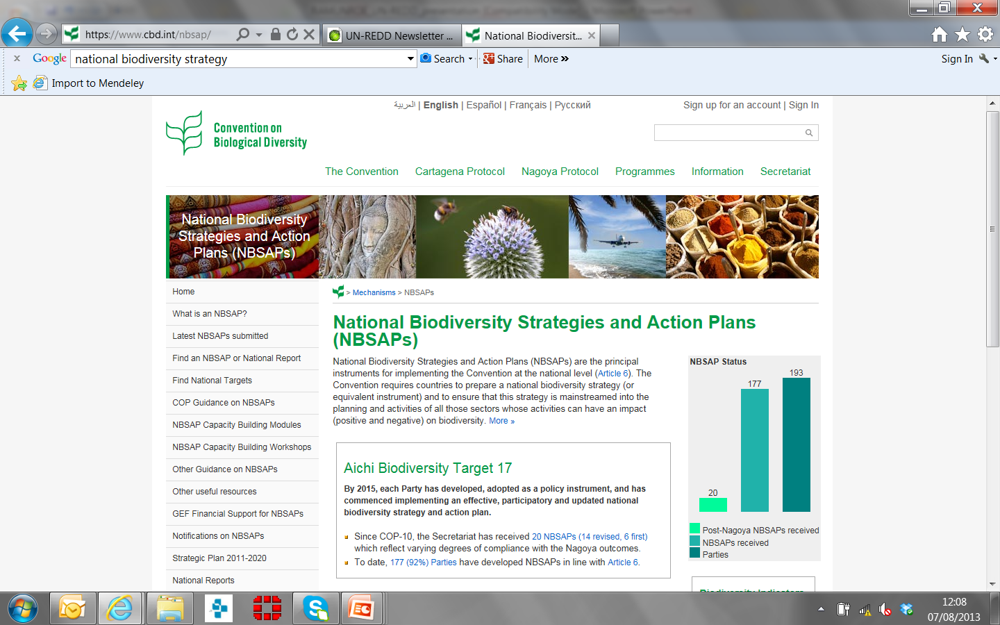 https://www.cbd.int/nbsap/
UN-REDD Newsletter ...
National Biodiversit...
x Google national biodiversity strategy Search Share More »
Sign In
Import to Mendeley
العربية | English | Español | Français | Русский
Sign up for an account | Sign In
Convention on
Biological Diversity
The Convention Cartagena Protocol Nagoya Protocol Programmes Information Secretariat
National Biodiversity
Strategies and Action
Plans (NBSAPs)
Home
What is an NBSAP?
Latest NBSAPs submitted
Find an NBSAP or National Report
Find National Targets
COP Guidance on NBSAPs
NBSAP Capacity Building Modules
NBSAP Capacity Building Workshops
Other Guidance on NBSAPs
Other useful resources
GEF Financial Support for NBSAPs
Notifications on NBSAPs
Strategic Plan 2011-2020
National Reports
> Mechanisms > NBSAPs
National Biodiversity Strategies and Action Plans
(NBSAPs)
National Biodiversity Strategies and Action Plans (NBSAPs) are the principal
instruments for implementing the Convention at the national level (Article 6). The
Convention requires countries to prepare a national biodiversity strategy (or
equivalent instrument) and to ensure that this strategy is mainstreamed into the
planning and activities of all those sectors whose activities can have an impact
(positive and negative) on biodiversity. More »
Aichi Biodiversity Target 17
By 2015, each Party has developed, adopted as a policy instrument, and has
commenced implementing an effective, participatory and updated national
biodiversity strategy and action plan.
Since COP-10, the Secretariat has received 20 NBSAPs (14 revised, 6 first)
which reflect varying degrees of compliance with the Nagoya outcomes.
To date, 177 (92%) Parties have developed NBSAPs in line with Article 6.
NBSAP Status
20
177
193
Post-Nagoya NBSAPs received
NBSAPs received
Parties
Biodiversity Indicators
12:08
07/08/2013